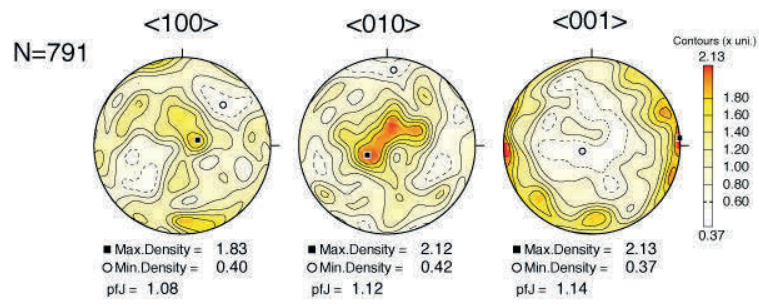 <100> <010> <001>
N=791
Contours (x uni.)
2.13
1.80
1.60
1.40
1.20
1.00
0.80
0.60
0.37
■ Max.Density = 1.83
○ Min.Density = 0.40
pfJ = 1.08
■ Max.Density = 2.12
○ Min.Density = 0.42
pfJ = 1.12
■ Max.Density = 2.13
○ Min.Density = 0.37
pfJ = 1.14